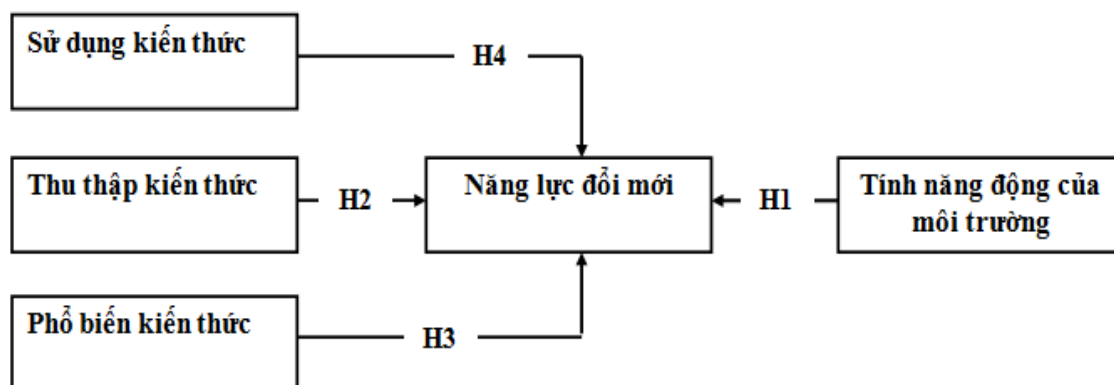 Sử dụng kiến thức
H4
Thu thập kiến thức
H2
Năng lực đổi mới
H1
Tính năng động của
môi trường
Phổ biến kiến thức
H3